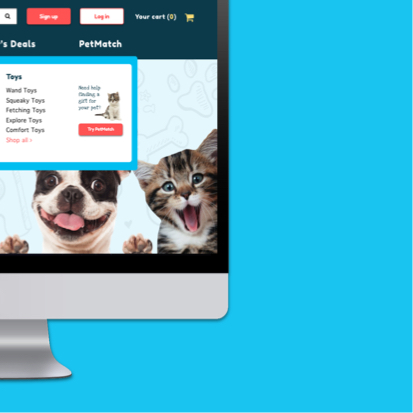 Sign up
Log in
Your cart (0)
's Deals
PetMatch
Toys
Wand Toys
Squeaky Toys
Fetching Toys
Explore Toys
Comfort Toys
Shop all ›
Need help
finding a
gift for
your pet?
Try PetMatch